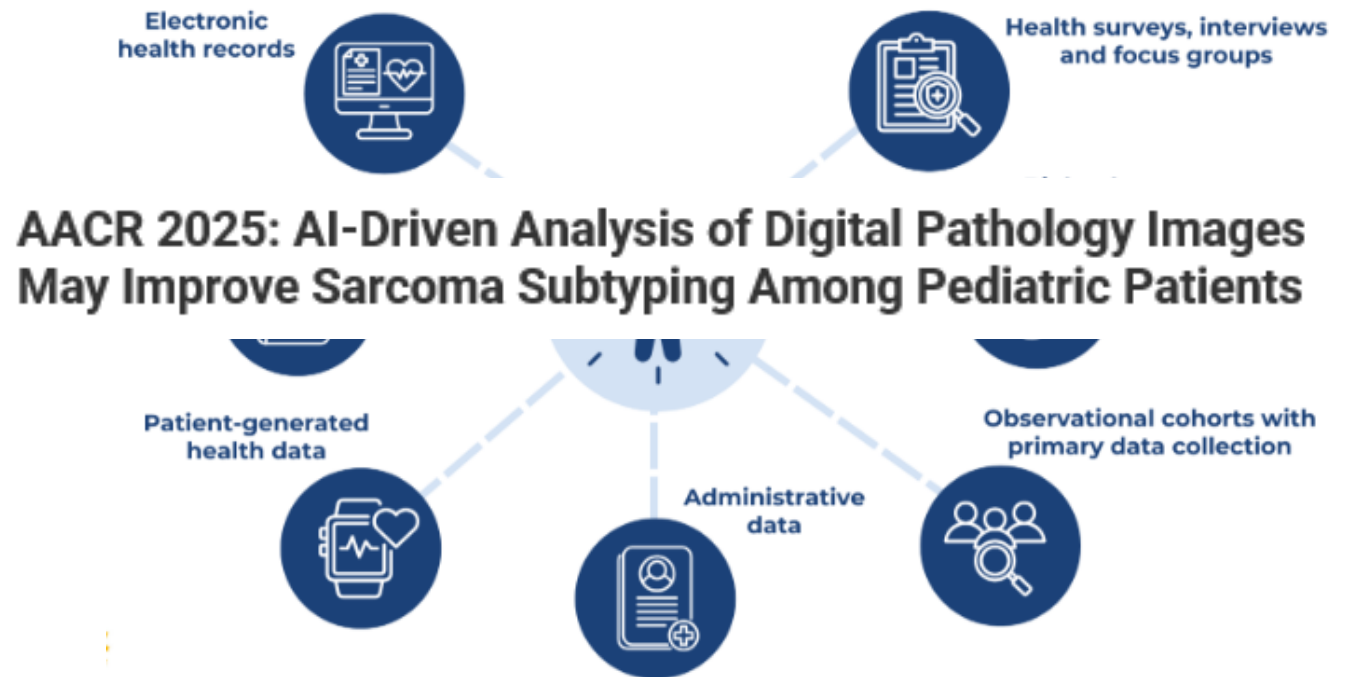 Electronic
health records
Health surveys, interviews
and focus groups
AACR 2025: AI-Driven Analysis of Digital Pathology Images
May Improve Sarcoma Subtyping Among Pediatric Patients
Patient-generated
health data
Observational cohorts with
primary data collection
Administrative
data